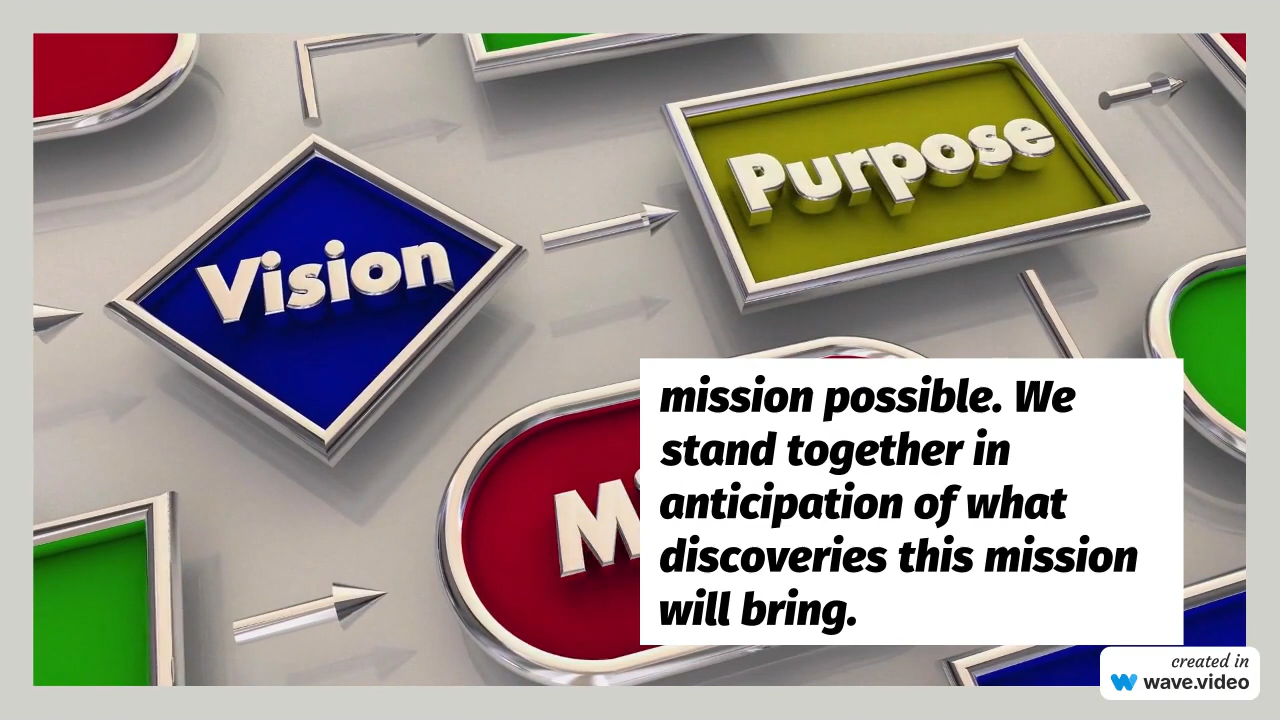 Vision
Purpose
mission possible. We
stand together in
anticipation of what
discoveries this mission
will bring.
created in
wave.video